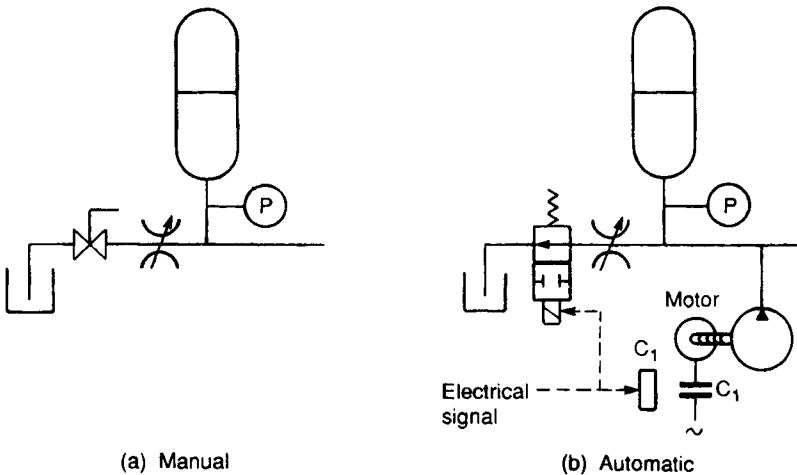 P
P
Motor
C₁
C₁
Electrical
signal
~
(a) Manual
(b) Automatic